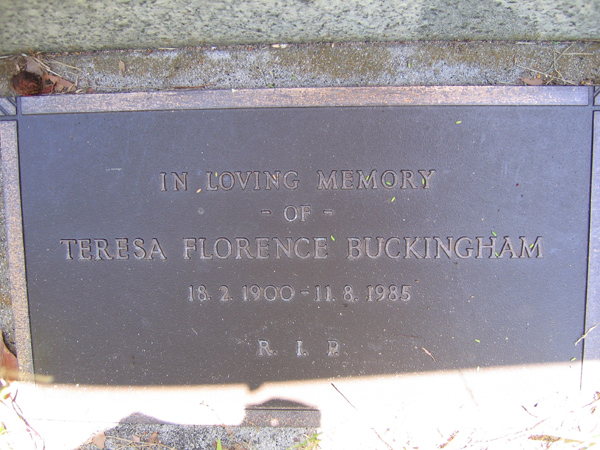 IN LOVING MEMORY
- OF -
TERESA FLORENCE BUCKINGHAM
18. 2. 1900 - 11. 8. 1985
R. I. P.